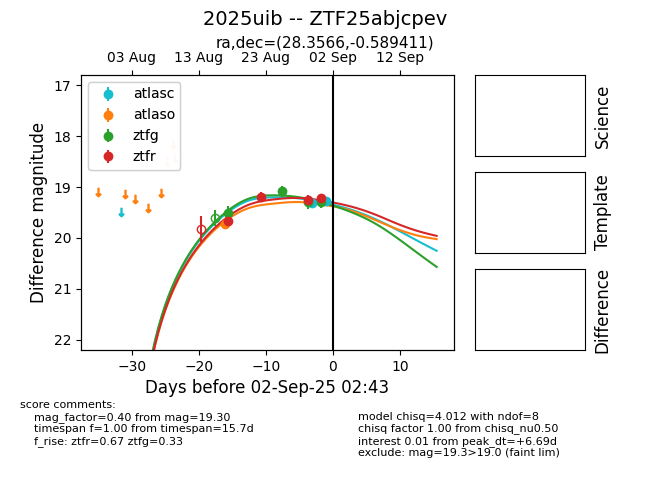 2025uib -- ZTF25abjcpev
ra,dec=(28.3566,-0.589411)
03 Aug 13 Aug 23 Aug 02 Sep 12 Sep
17
18
19
20
21
22
Difference magnitude
atlasc
atlaso
ztfg
ztfr
−30 −20 −10 0 10
Days before 02-Sep-25 02:43
Science
Template
Difference
score comments:
mag_factor=0.40 from mag=19.30
timespan f=1.00 from timespan=15.7d
f_rise: ztfr=0.67 ztfg=0.33
model chisq=4.012 with ndof=8
chisq factor 1.00 from chisq_nu0.50
interest 0.01 from peak_dt=+6.69d
exclude: mag=19.3>19.0 (faint lim)